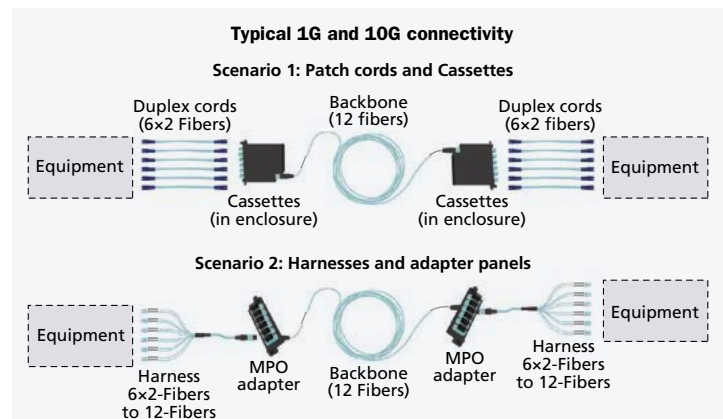 Typical 1G and 10G connectivity
Scenario 1: Patch cords and Cassettes
Duplex cords
(6×2 Fibers)
Backbone
(12 fibers)
Duplex cords
(6×2 fibers)
Equipment
Equipment
Cassettes
(in enclosure)
Cassettes
(in enclosure)
Scenario 2: Harnesses and adapter panels
Equipment
Equipment
Harness
6×2-Fibers
to 12-Fibers
MPO
adapter
Backbone
(12 Fibers)
MPO
adapter
Harness
6×2-Fibers
to 12-Fibers